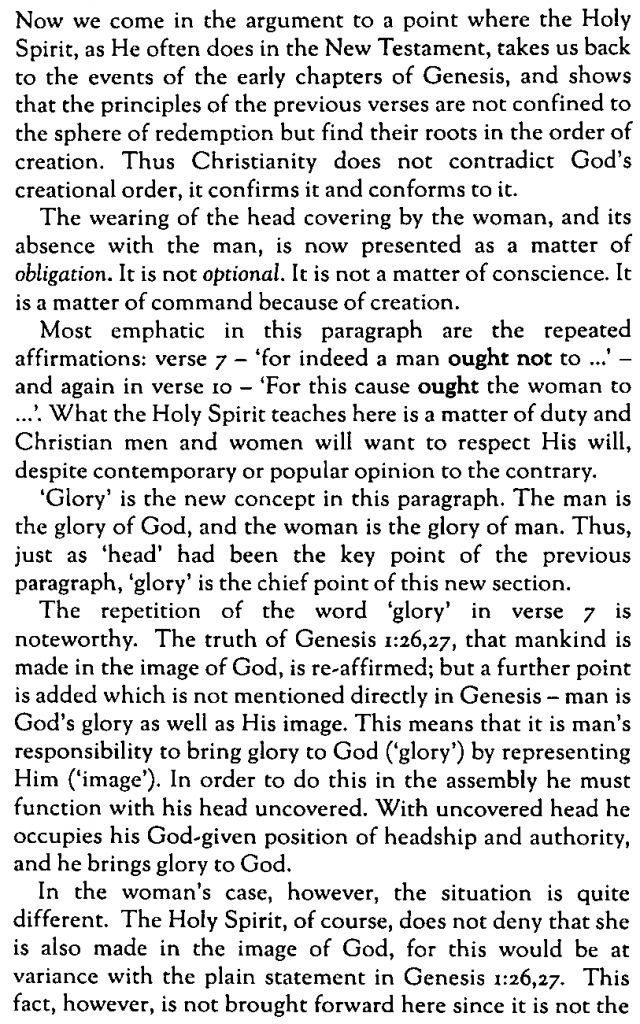 Now we come in the argument to a point where the Holy
Spirit, as He often does in the New Testament, takes us back
to the events of the early chapters of Genesis, and shows
that the principles of the previous verses are not confined to
the sphere of redemption but find their roots in the order of
creation. Thus Christianity does not contradict God's
creational order, it confirms it and conforms to it.
The wearing of the head covering by the woman, and its
absence with the man, is now presented as a matter of
obligation. It is not optional. It is not a matter of conscience. It
is a matter of command because of creation.
Most emphatic in this paragraph are the repeated
affirmations: verse 7 – 'for indeed a man ought not to ...' –
and again in verse 10 – 'For this cause ought the woman to
...'. What the Holy Spirit teaches here is a matter of duty and
Christian men and women will want to respect His will,
despite contemporary or popular opinion to the contrary.
'Glory' is the new concept in this paragraph. The man is
the glory of God, and the woman is the glory of man. Thus,
just as 'head' had been the key point of the previous
paragraph, 'glory' is the chief point of this new section.
The repetition of the word 'glory' in verse 7 is
noteworthy. The truth of Genesis 1:26,27, that mankind is
made in the image of God, is re-affirmed; but a further point
is added which is not mentioned directly in Genesis – man is
God's glory as well as His image. This means that it is man's
responsibility to bring glory to God ('glory') by representing
Him ('image'). In order to do this in the assembly he must
function with his head uncovered. With uncovered head he
occupies his God-given position of headship and authority,
and he brings glory to God.
In the woman's case, however, the situation is quite
different. The Holy Spirit, of course, does not deny that she
is also made in the image of God, for this would be at
variance with the plain statement in Genesis 1:26,27. This
fact, however, is not brought forward here since it is not the